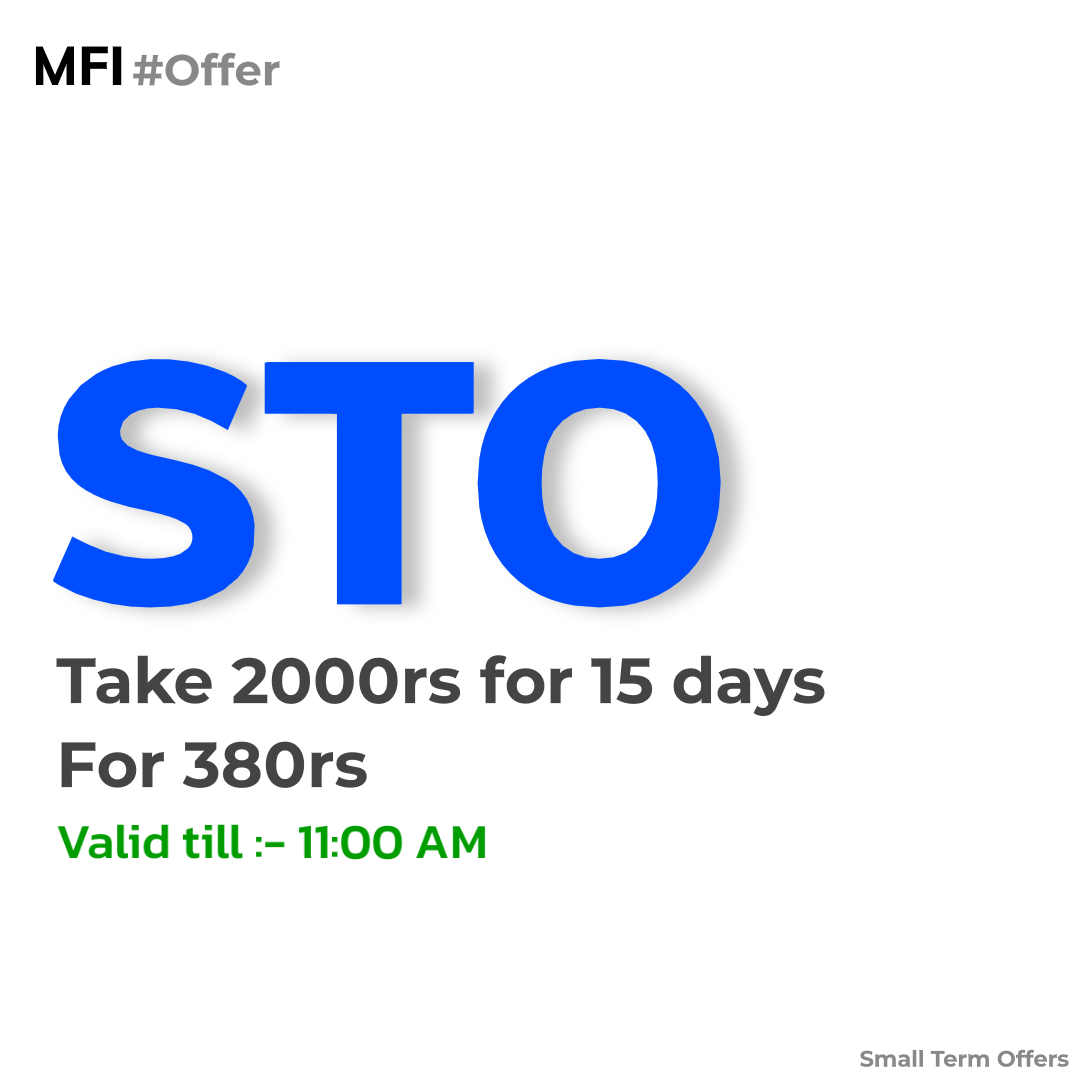 MFI #Offer
STO
Take 2000rs for 15 days
For 380rs
Valid till :- 11:00 AM
Small Term Offers